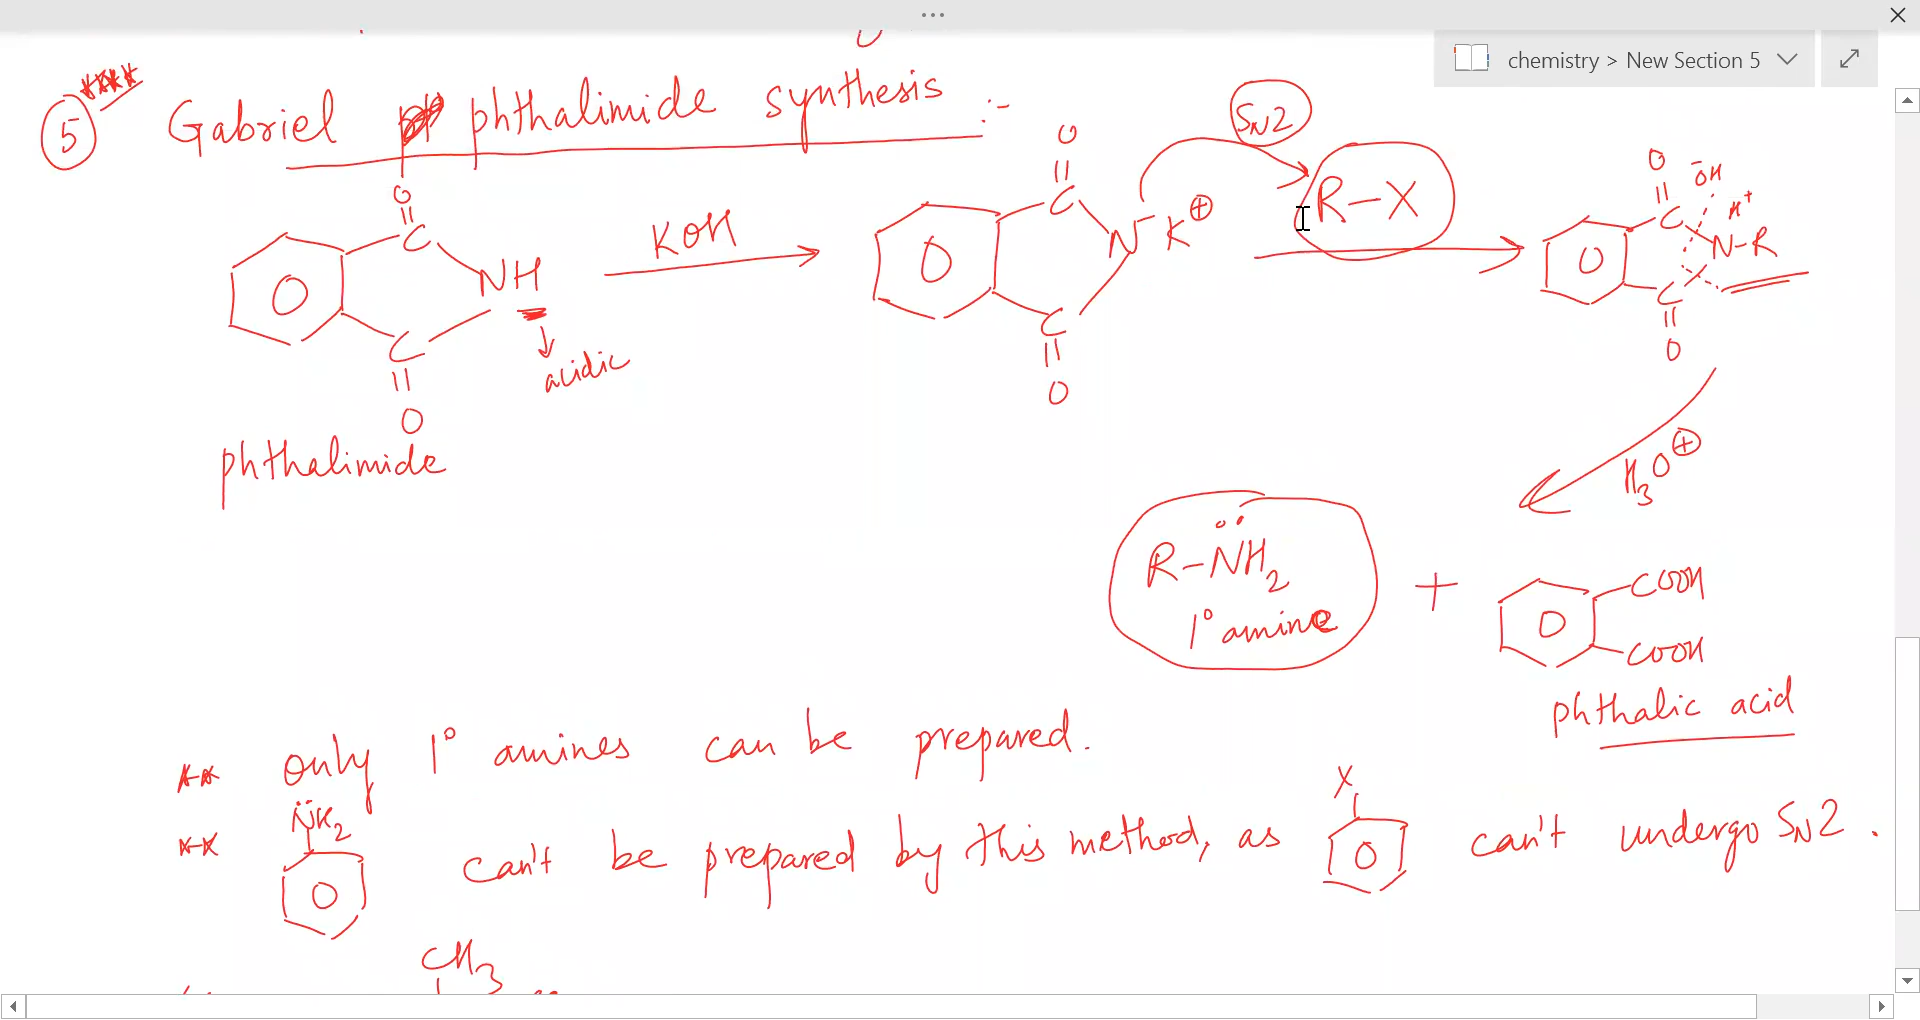 chemistry > New Section 5
5 Gabriel phthalimide synthesis :-
SN2
O
C
NH
C
O
acidic
phthalimide
KOH
O
C
N⁻ K⊕
C
O
R-X
O
⁻OH
H⁺
C
N-R
C
O
H3O⊕
R-NH2
1° amine
+
COOH
COOH
phthalic acid
** only 1° amines can be prepared.
** NH2 can't be prepared by this method, as X can't undergo SN2.
CH3